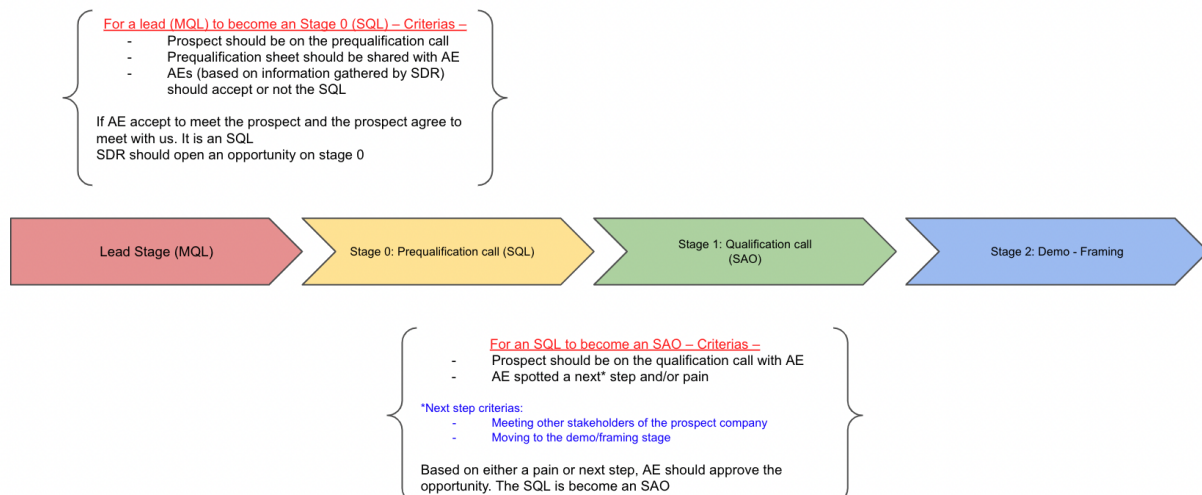 For a lead (MQL) to become an Stage 0 (SQL) – Criterias –
- Prospect should be on the prequalification call
- Prequalification sheet should be shared with AE
- AEs (based on information gathered by SDR)
should accept or not the SQL
If AE accept to meet the prospect and the prospect agree to
meet with us. It is an SQL
SDR should open an opportunity on stage 0
Lead Stage (MQL)
Stage 0: Prequalification call (SQL)
Stage 1: Qualification call
(SAO)
Stage 2: Demo - Framing
For an SQL to become an SAO – Criterias –
- Prospect should be on the qualification call with AE
- AE spotted a next* step and/or pain
*Next step criterias:
- Meeting other stakeholders of the prospect company
- Moving to the demo/framing stage
Based on either a pain or next step, AE should approve the
opportunity. The SQL is become an SAO